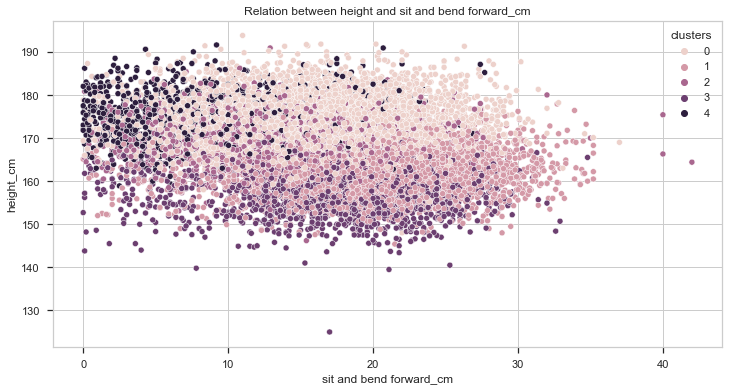 Relation between height and sit and bend forward_cm
clusters
0
1
2
3
4
190
180
170
160
150
140
130
height_cm
0 10 20 30 40
sit and bend forward_cm